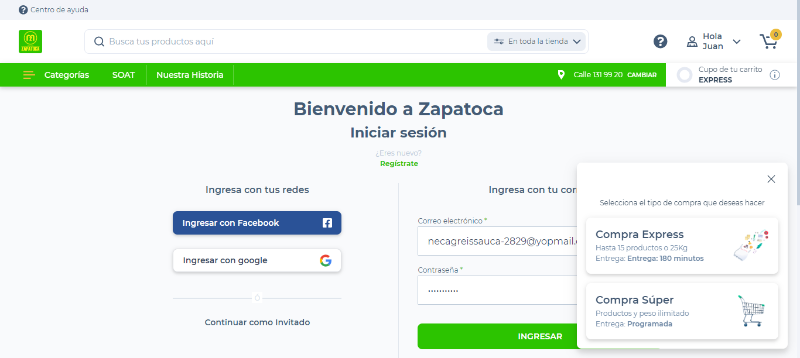 Centro de ayuda
ZAPATOCA
Busca tus productos aquí
En toda la tienda
Hola
Juan
0
Categorías
SOAT
Nuestra Historia
Calle 131 99 20 CAMBIAR
Cupo de tu carrito
EXPRESS
Bienvenido a Zapatoca
Iniciar sesión
¿Eres nuevo?
Regístrate
Ingresa con tus redes
Ingresar con Facebook
Ingresar con google
O
Continuar como Invitado
Ingresa con tu cor
Correo electrónico *
necagreissauca-2829@yopmail.
Contraseña *
INGRESAR
Selecciona el tipo de compra que deseas hacer
Compra Express
Hasta 15 productos o 25Kg
Entrega: Entrega: 180 minutos
Compra Súper
Productos y peso ilimitado
Entrega: Programada